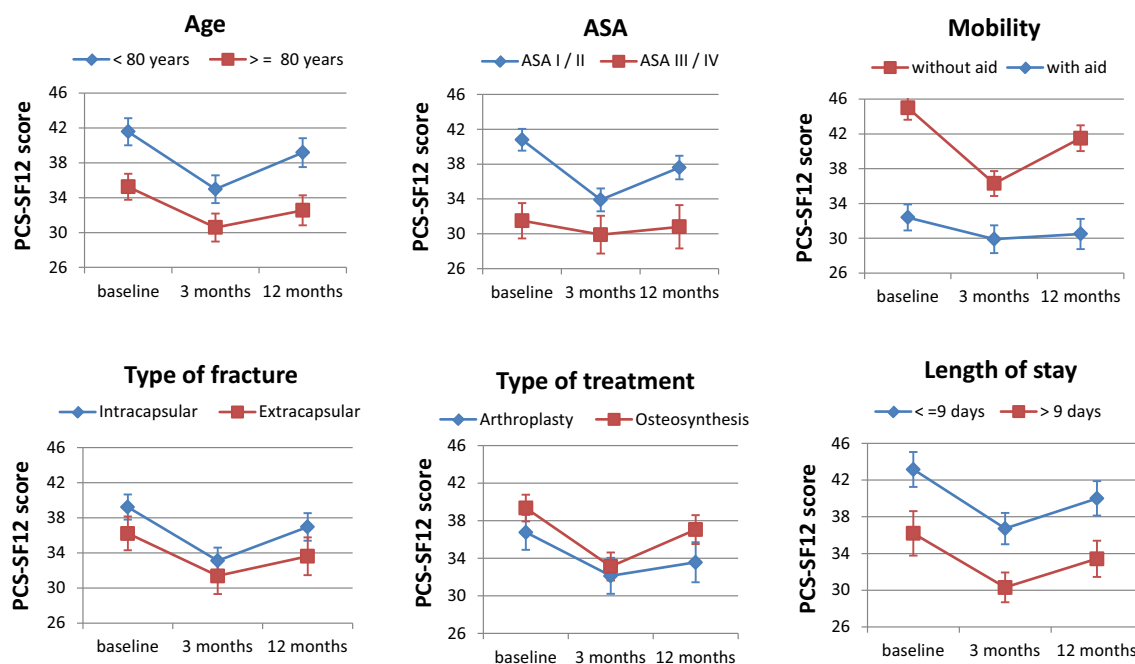 Age
< 80 years > = 80 years
PCS-SF12 score
46
42
38
34
30
26
baseline 3 months 12 months
ASA
ASA I / II ASA III / IV
PCS-SF12 score
46
42
38
34
30
26
baseline 3 months 12 months
Mobility
without aid with aid
PCS-SF12 score
46
42
38
34
30
26
baseline 3 months 12 months
Type of fracture
Intracapsular Extracapsular
PCS-SF12 score
46
42
38
34
30
26
baseline 3 months 12 months
Type of treatment
Arthroplasty Osteosynthesis
PCS-SF12 score
46
42
38
34
30
26
baseline 3 months 12 months
Length of stay
< =9 days > 9 days
PCS-SF12 score
46
42
38
34
30
26
baseline 3 months 12 months